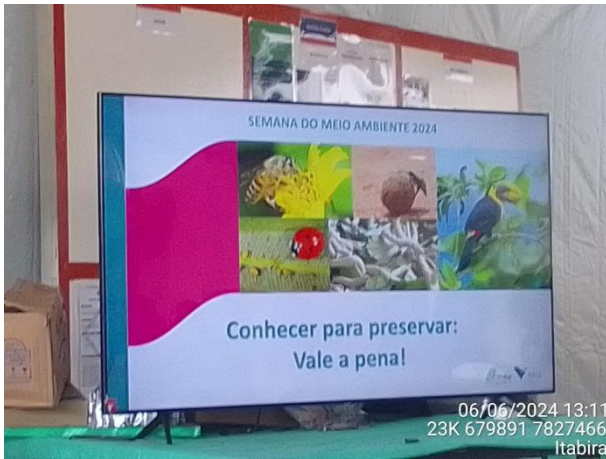 SEMANA DO MEIO AMBIENTE 2024
Conhecer para preservar:
Vale a pena!
VALE
06/06/2024 13:11
23K 679891 7827466
Itabira